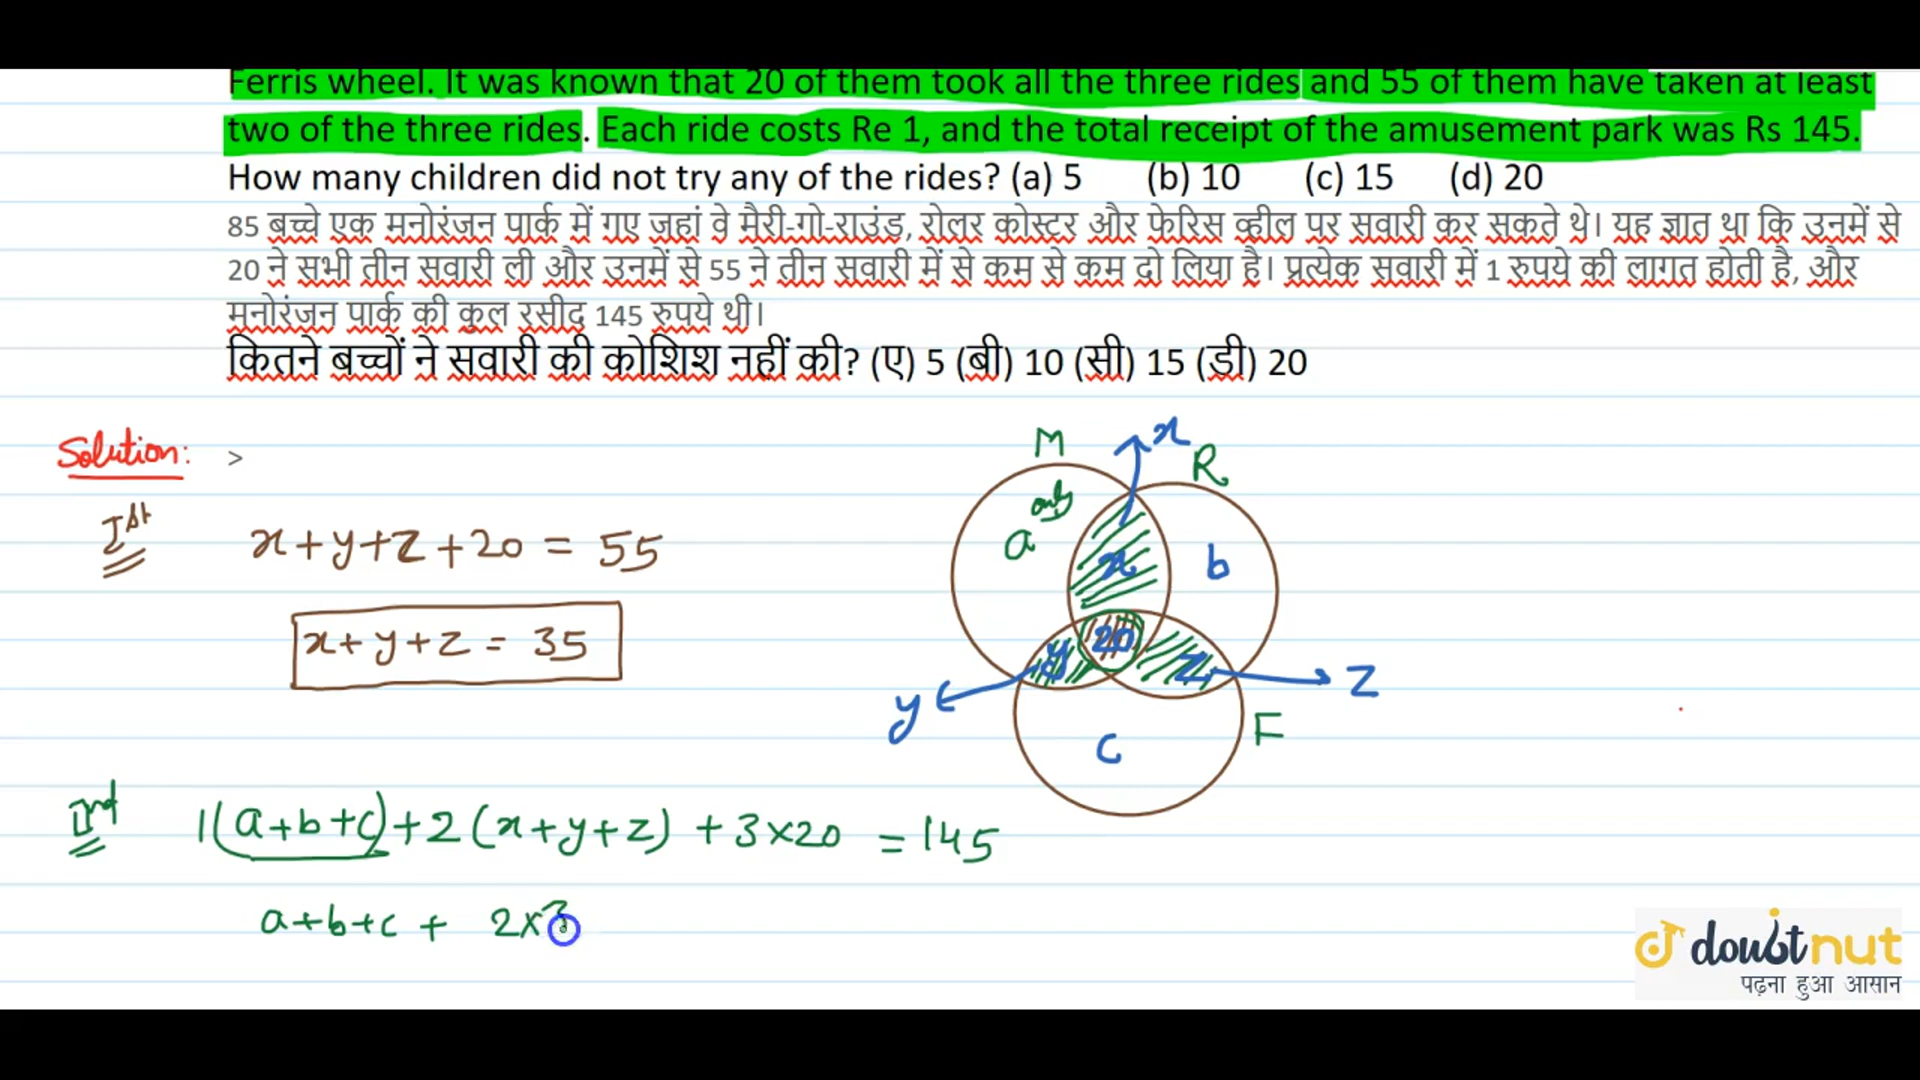 Ferris wheel. It was known that 20 of them took all the three rides and 55 of them have taken at least
two of the three rides. Each ride costs Re 1, and the total receipt of the amusement park was Rs 145.
How many children did not try any of the rides? (a) 5 (b) 10 (c) 15 (d) 20
85 बच्चे एक मनोरंजन पार्क में गए जहां वे मैरी-गो-राउंड, रोलर कोस्टर और फेरिस व्हील पर सवारी कर सकते थे। यह ज्ञात था कि उनमें से
20 ने सभी तीन सवारी ली और उनमें से 55 ने तीन सवारी में से कम से कम दो लिया है। प्रत्येक सवारी में 1 रुपये की लागत होती है, और
मनोरंजन पार्क की कुल रसीद 145 रुपये थी।
कितने बच्चों ने सवारी की कोशिश नहीं की? (ए) 5 (बी) 10 (सी) 15 (डी) 20
Solution: >
M
x
R
only
a
x
b
20
y
z
y
z
c
F
Ist
x+y+z+20 = 55
x+y+z = 35
IInd
1(a+b+c)+2(x+y+z) + 3×20 = 145
a+b+c + 2×3
doubtnut
पढ़ना हुआ आसान